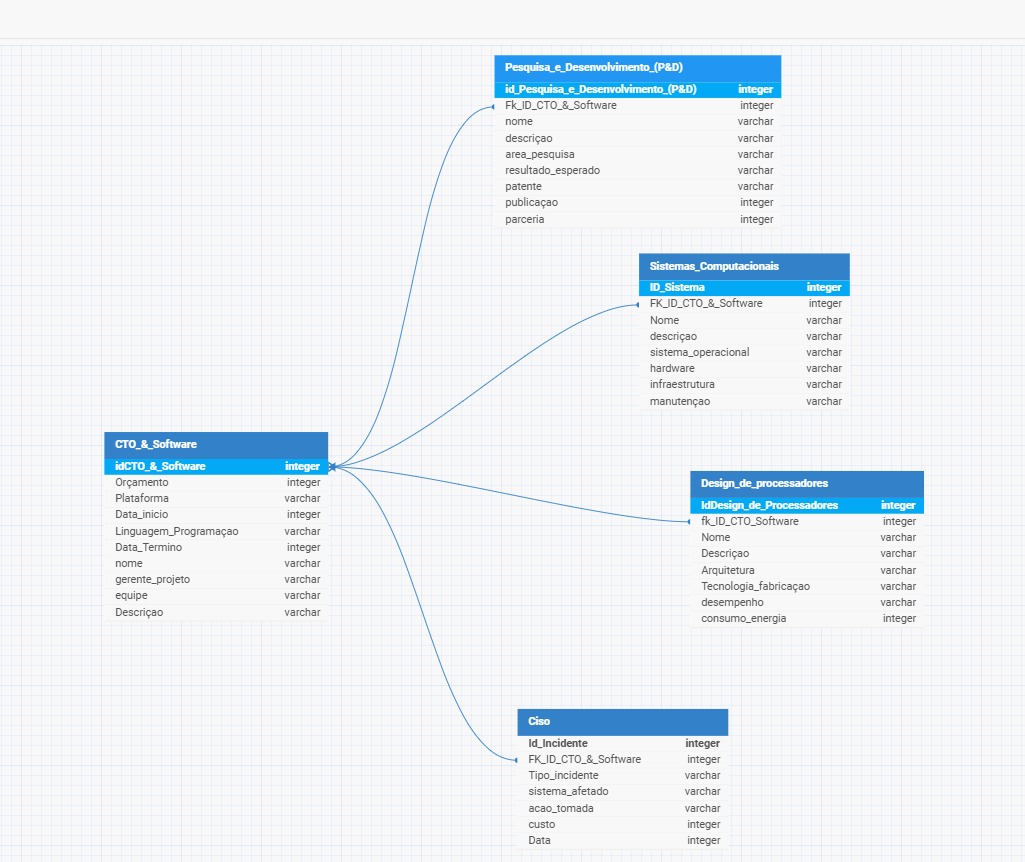 Pesquisa_e_Desenvolvimento_(P&D)
id_Pesquisa_e_Desenvolvimento_(P&D) integer
Fk_ID_CTO_&_Software integer
nome varchar
descriçao varchar
area_pesquisa varchar
resultado_esperado varchar
patente varchar
publicaçao integer
parceria integer
Sistemas_Computacionais
ID_Sistema integer
FK_ID_CTO_&_Software integer
Nome varchar
descriçao varchar
sistema_operacional varchar
hardware varchar
infraestrutura varchar
manutençao varchar
CTO_&_Software
idCTO_&_Software integer
Orçamento integer
Plataforma varchar
Data_inicio integer
Linguagem_Programaçao varchar
Data_Termino integer
nome varchar
gerente_projeto varchar
equipe varchar
Descriçao varchar
Design_de_processadores
IdDesign_de_Processadores integer
fk_ID_CTO_Software integer
Nome varchar
Descriçao varchar
Arquitetura varchar
Tecnologia_fabricaçao varchar
desempenho varchar
consumo_energia integer
Ciso
Id_Incidente integer
FK_ID_CTO_&_Software integer
Tipo_incidente varchar
sistema_afetado varchar
acao_tomada varchar
custo integer
Data integer